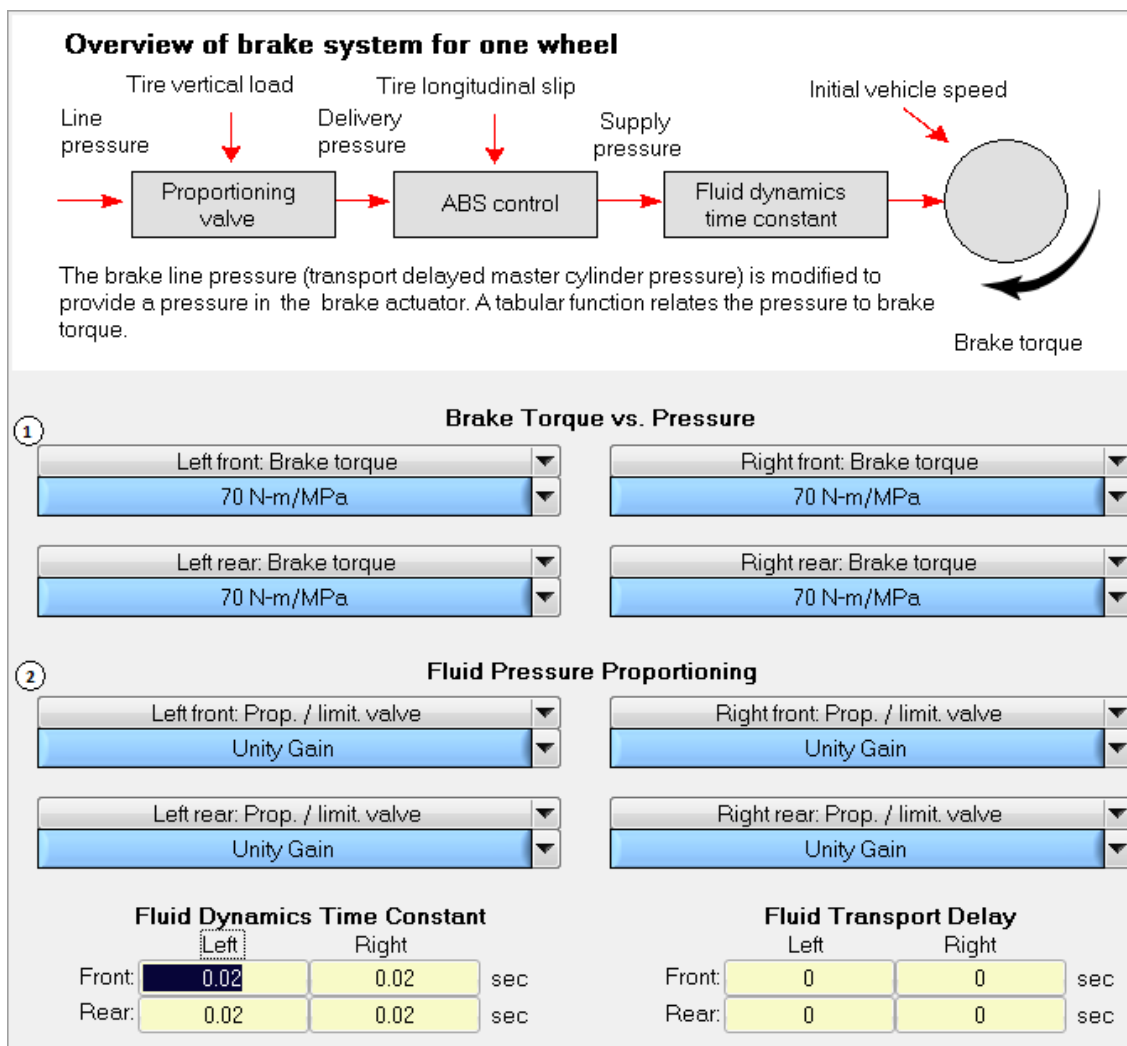 Overview of brake system for one wheel
Tire vertical load
Tire longitudinal slip
Initial vehicle speed
Line
pressure
Delivery
pressure
Supply
pressure
Proportioning
valve
ABS control
Fluid dynamics
time constant
The brake line pressure (transport delayed master cylinder pressure) is modified to
provide a pressure in the brake actuator. A tabular function relates the pressure to brake
torque.
Brake torque
1
Brake Torque vs. Pressure
Left front: Brake torque
Right front: Brake torque
70 N-m/MPa
70 N-m/MPa
Left rear: Brake torque
Right rear: Brake torque
70 N-m/MPa
70 N-m/MPa
2
Fluid Pressure Proportioning
Left front: Prop. / limit. valve
Right front: Prop. / limit. valve
Unity Gain
Unity Gain
Left rear: Prop. / limit. valve
Right rear: Prop. / limit. valve
Unity Gain
Unity Gain
Fluid Dynamics Time Constant
Left Right
Front: 0.02 0.02 sec
Rear: 0.02 0.02 sec
Fluid Transport Delay
Left Right
Front: 0 0 sec
Rear: 0 0 sec